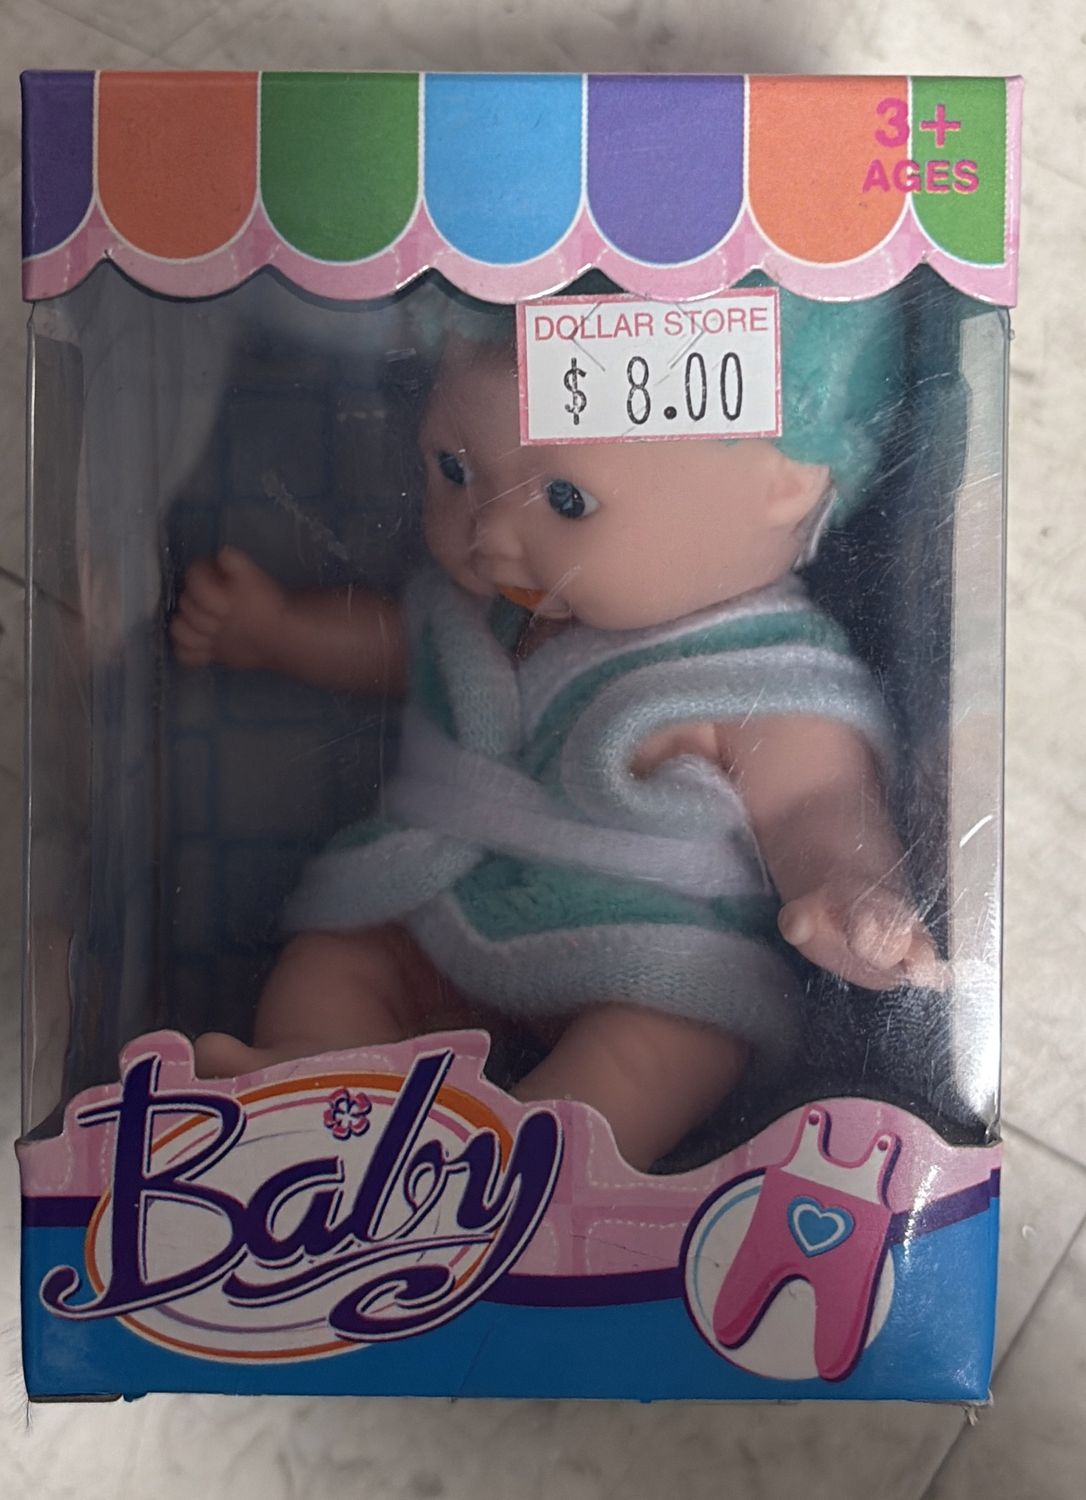 3+
AGES
DOLLAR STORE
$ 8.00
Baby